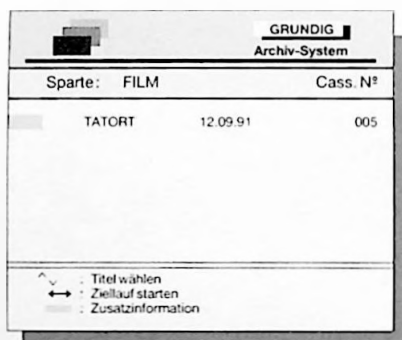 GRUNDIG
Archiv-System
Sparte: FILM Cass. Nº
TATORT 12.09.91 005
: Titel wählen
↔ : Ziellauf starten
: Zusatzinformation